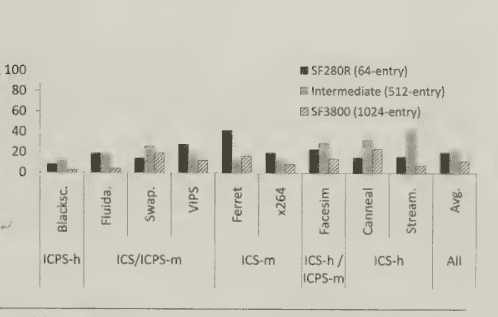 100
80
60
40
20
0
SF280R (64-entry)
Intermediate (512-entry)
SF3800 (1024-entry)
Blacksc.
Fluida.
Swap.
VIPS
Ferret
x264
Facesim
Canneal
Stream.
Avg.
ICPS-h
ICS/ICPS-m
ICS-m
ICS-h /
ICPS-m
ICS-h
All